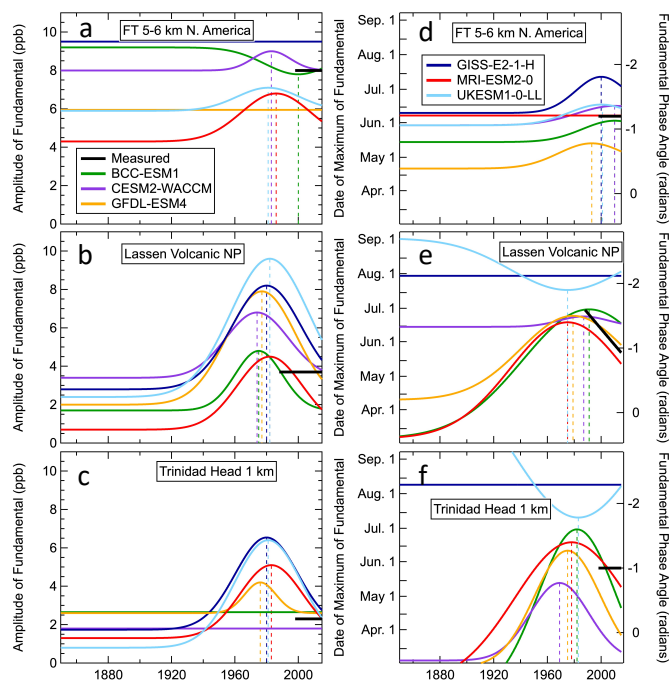 a
FT 5-6 km N. America
Amplitude of Fundamental (ppb)
10
8
6
4
2
0
Measured
BCC-ESM1
CESM2-WACCM
GFDL-ESM4
d
FT 5-6 km N. America
Date of Maximum of Fundamental
Sep. 1
Aug. 1
Jul. 1
Jun. 1
May 1
Apr. 1
GISS-E2-1-H
MRI-ESM2-0
UKESM1-0-LL
Fundamental Phase Angle (radians)
-2
-1
0
b
Lassen Volcanic NP
Amplitude of Fundamental (ppb)
10
8
6
4
2
0
e
Lassen Volcanic NP
Date of Maximum of Fundamental
Sep. 1
Aug. 1
Jul. 1
Jun. 1
May 1
Apr. 1
Fundamental Phase Angle (radians)
-2
-1
0
c
Trinidad Head 1 km
Amplitude of Fundamental (ppb)
10
8
6
4
2
0
1880
1920
1960
2000
f
Trinidad Head 1 km
Date of Maximum of Fundamental
Sep. 1
Aug. 1
Jul. 1
Jun. 1
May 1
Apr. 1
Fundamental Phase Angle (radians)
-2
-1
0
1880
1920
1960
2000